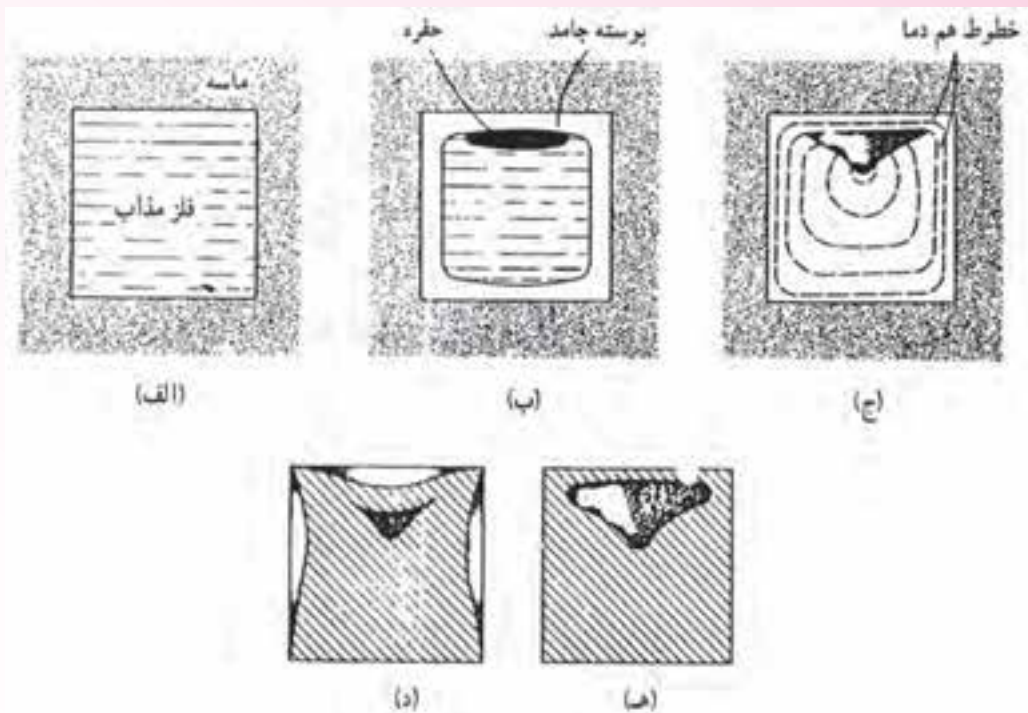 خطوط هم دما
پوسته جامد
حفره
ماسه
فلز مذاب
(الف)
(ب)
(ج)
(د)
(هـ)